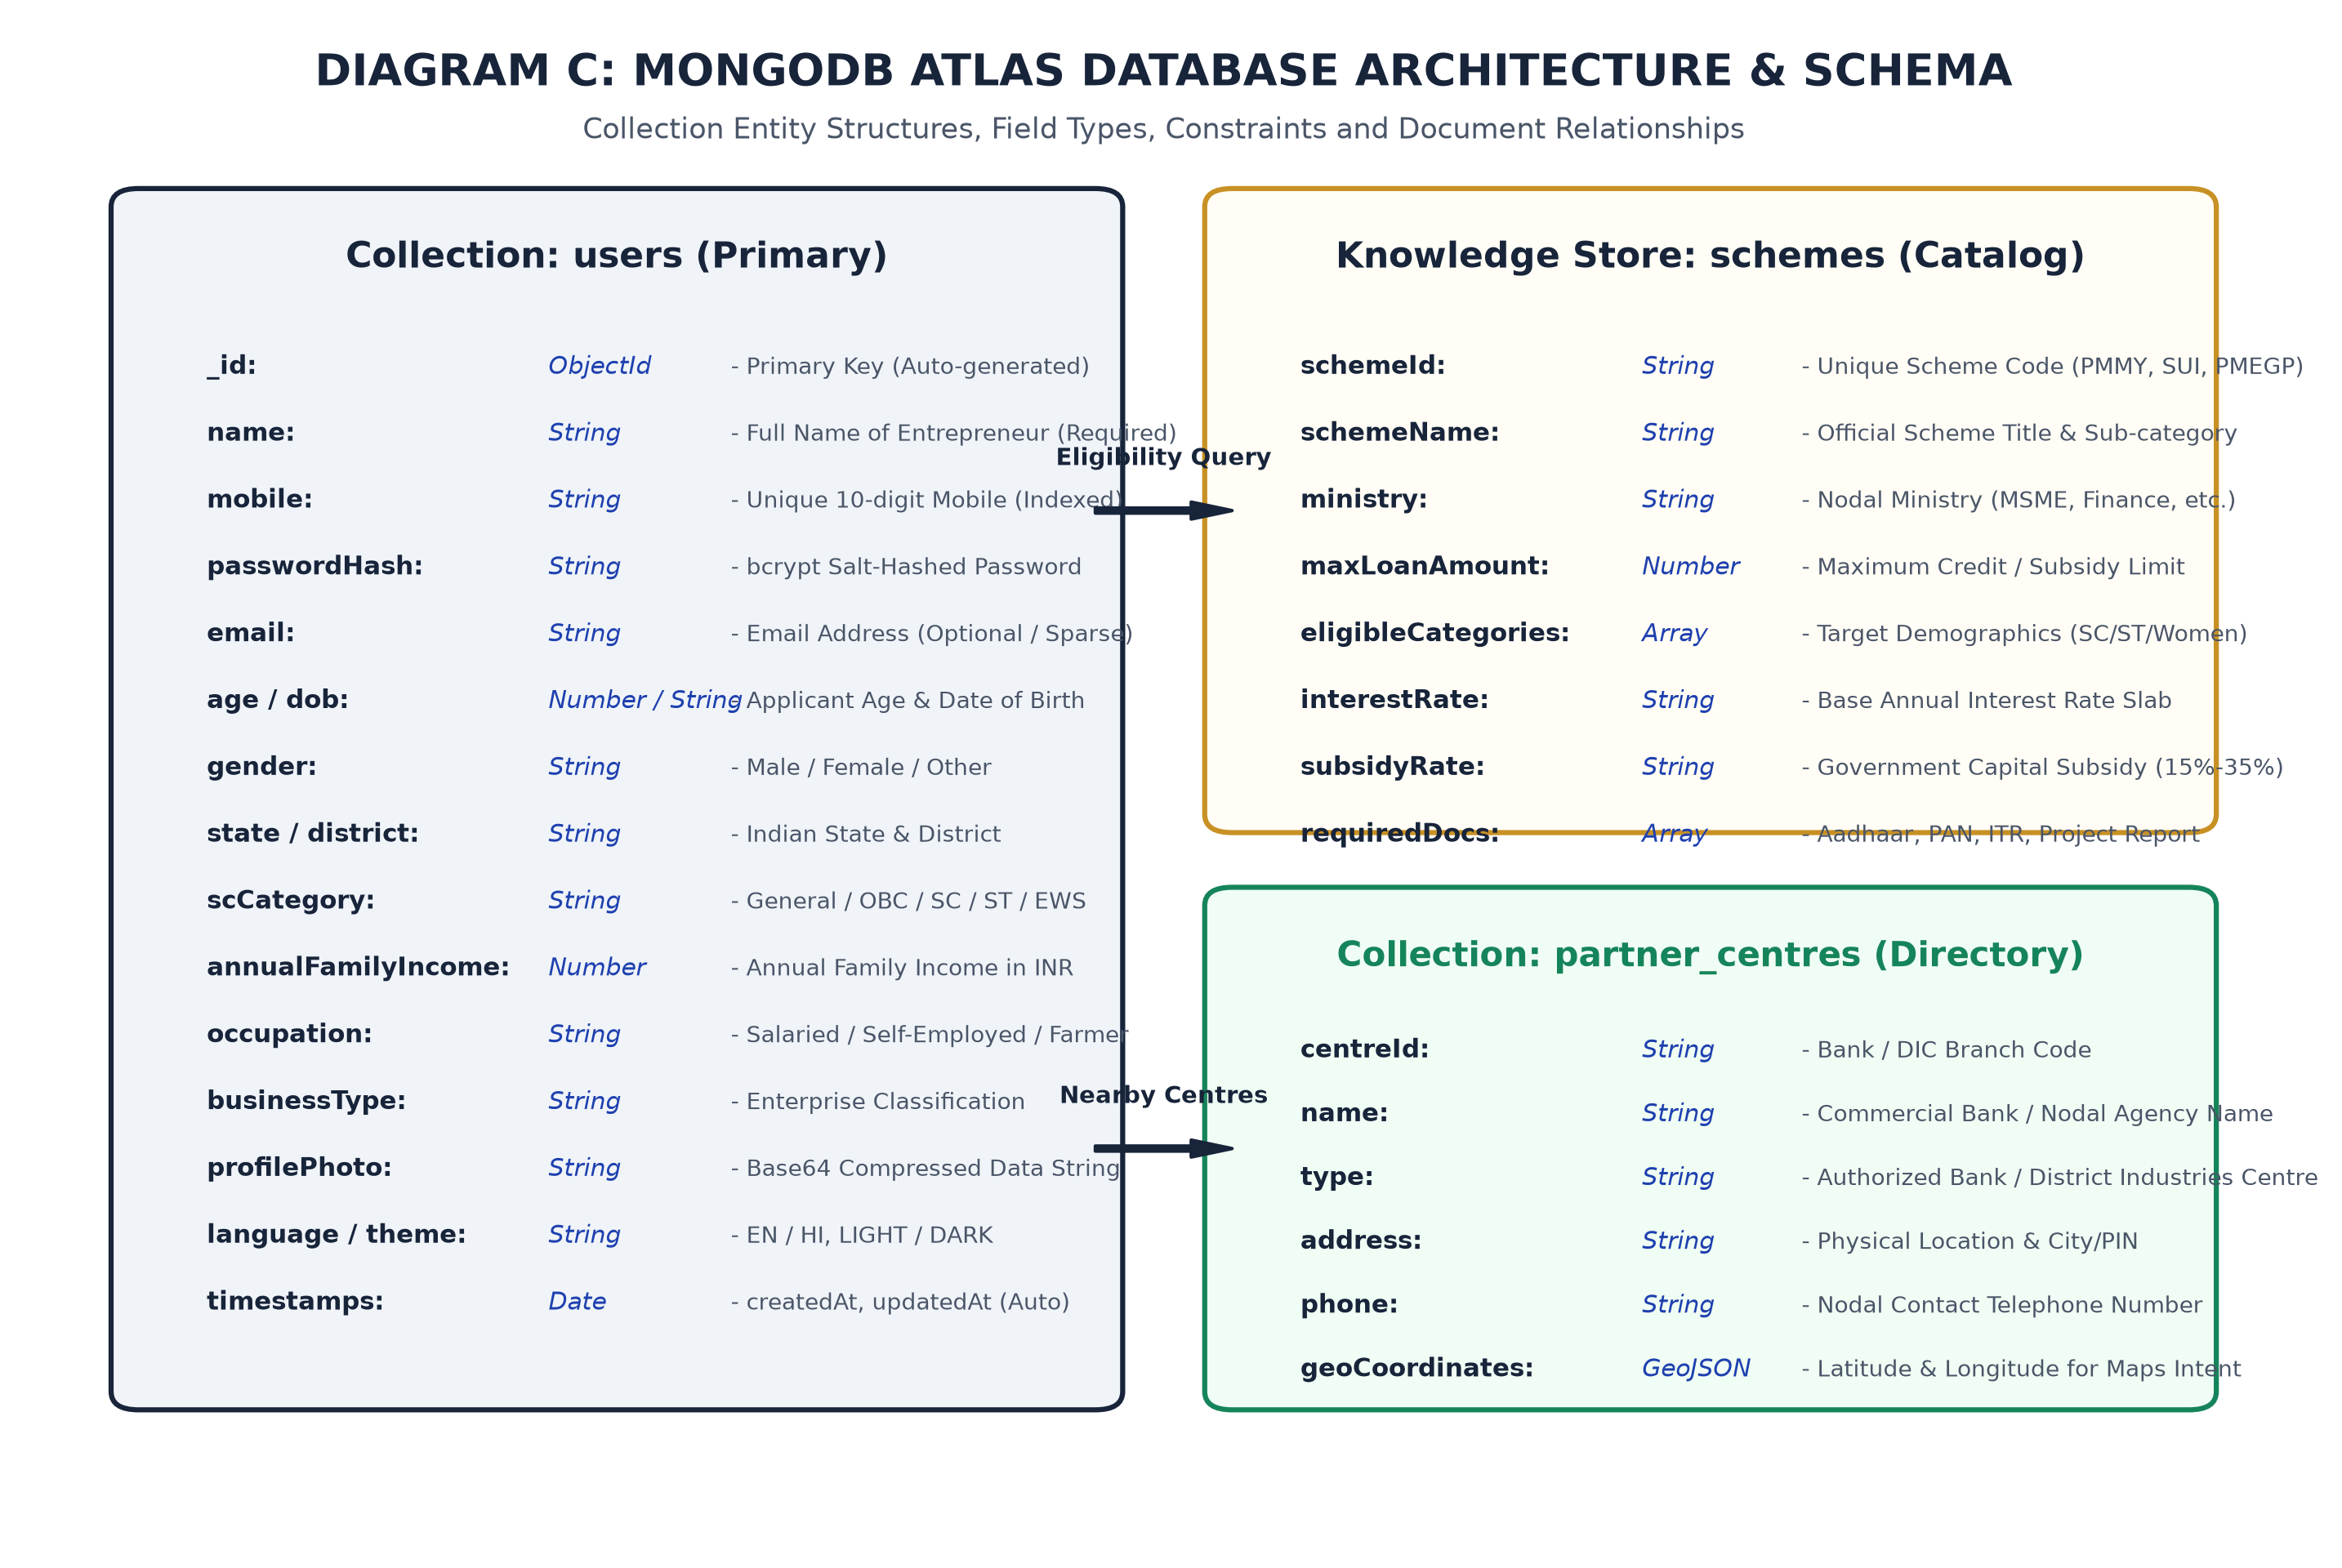 DIAGRAM C: MONGODB ATLAS DATABASE ARCHITECTURE & SCHEMA
Collection Entity Structures, Field Types, Constraints and Document Relationships
Collection: users (Primary)
_id: ObjectId - Primary Key (Auto-generated)
name: String - Full Name of Entrepreneur (Required)
mobile: String - Unique 10-digit Mobile (Indexed)
passwordHash: String - bcrypt Salt-Hashed Password
email: String - Email Address (Optional / Sparse)
age / dob: Number / String - Applicant Age & Date of Birth
gender: String - Male / Female / Other
state / district: String - Indian State & District
scCategory: String - General / OBC / SC / ST / EWS
annualFamilyIncome: Number - Annual Family Income in INR
occupation: String - Salaried / Self-Employed / Farmer
businessType: String - Enterprise Classification
profilePhoto: String - Base64 Compressed Data String
language / theme: String - EN / HI, LIGHT / DARK
timestamps: Date - createdAt, updatedAt (Auto)
Eligibility Query
Nearby Centres
Knowledge Store: schemes (Catalog)
schemeId: String - Unique Scheme Code (PMMY, SUI, PMEGP)
schemeName: String - Official Scheme Title & Sub-category
ministry: String - Nodal Ministry (MSME, Finance, etc.)
maxLoanAmount: Number - Maximum Credit / Subsidy Limit
eligibleCategories: Array - Target Demographics (SC/ST/Women)
interestRate: String - Base Annual Interest Rate Slab
subsidyRate: String - Government Capital Subsidy (15%-35%)
requiredDocs: Array - Aadhaar, PAN, ITR, Project Report
Collection: partner_centres (Directory)
centreId: String - Bank / DIC Branch Code
name: String - Commercial Bank / Nodal Agency Name
type: String - Authorized Bank / District Industries Centre
address: String - Physical Location & City/PIN
phone: String - Nodal Contact Telephone Number
geoCoordinates: GeoJSON - Latitude & Longitude for Maps Intent